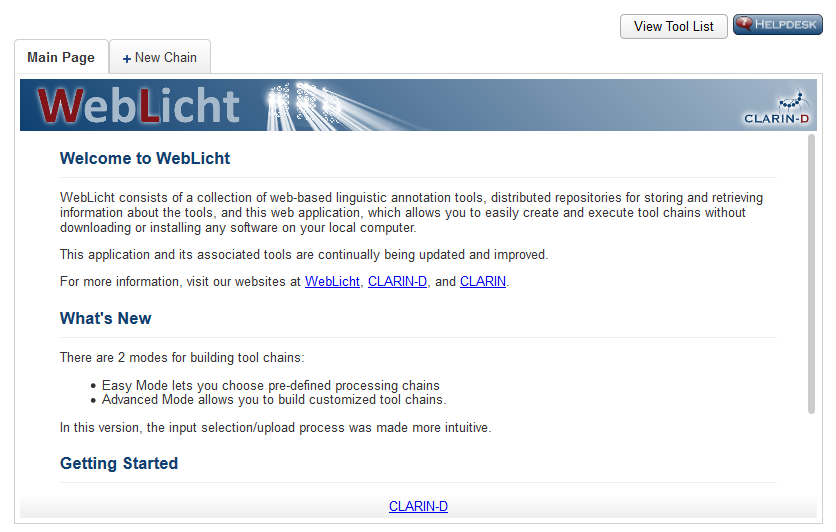 View Tool List
HELPDESK
Main Page
+ New Chain
WebLicht
CLARIN-D
Welcome to WebLicht
WebLicht consists of a collection of web-based linguistic annotation tools, distributed repositories for storing and retrieving
information about the tools, and this web application, which allows you to easily create and execute tool chains without
downloading or installing any software on your local computer.
This application and its associated tools are continually being updated and improved.
For more information, visit our websites at WebLicht, CLARIN-D, and CLARIN.
What's New
There are 2 modes for building tool chains:
• Easy Mode lets you choose pre-defined processing chains
• Advanced Mode allows you to build customized tool chains.
In this version, the input selection/upload process was made more intuitive.
Getting Started
CLARIN-D